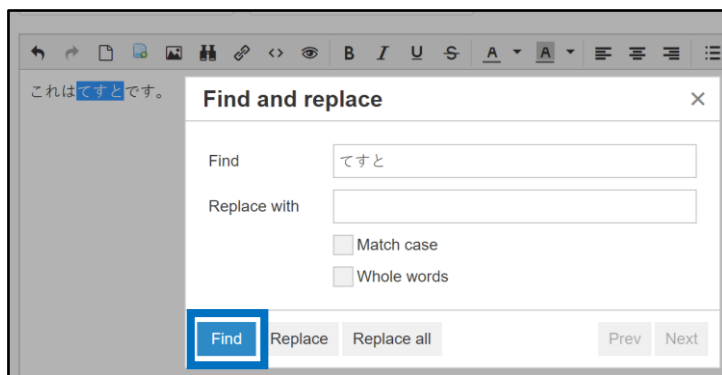 B I U S A A
これはてすとです。
Find and replace ×
Find てすと
Replace with
Match case
Whole words
Find Replace Replace all Prev Next